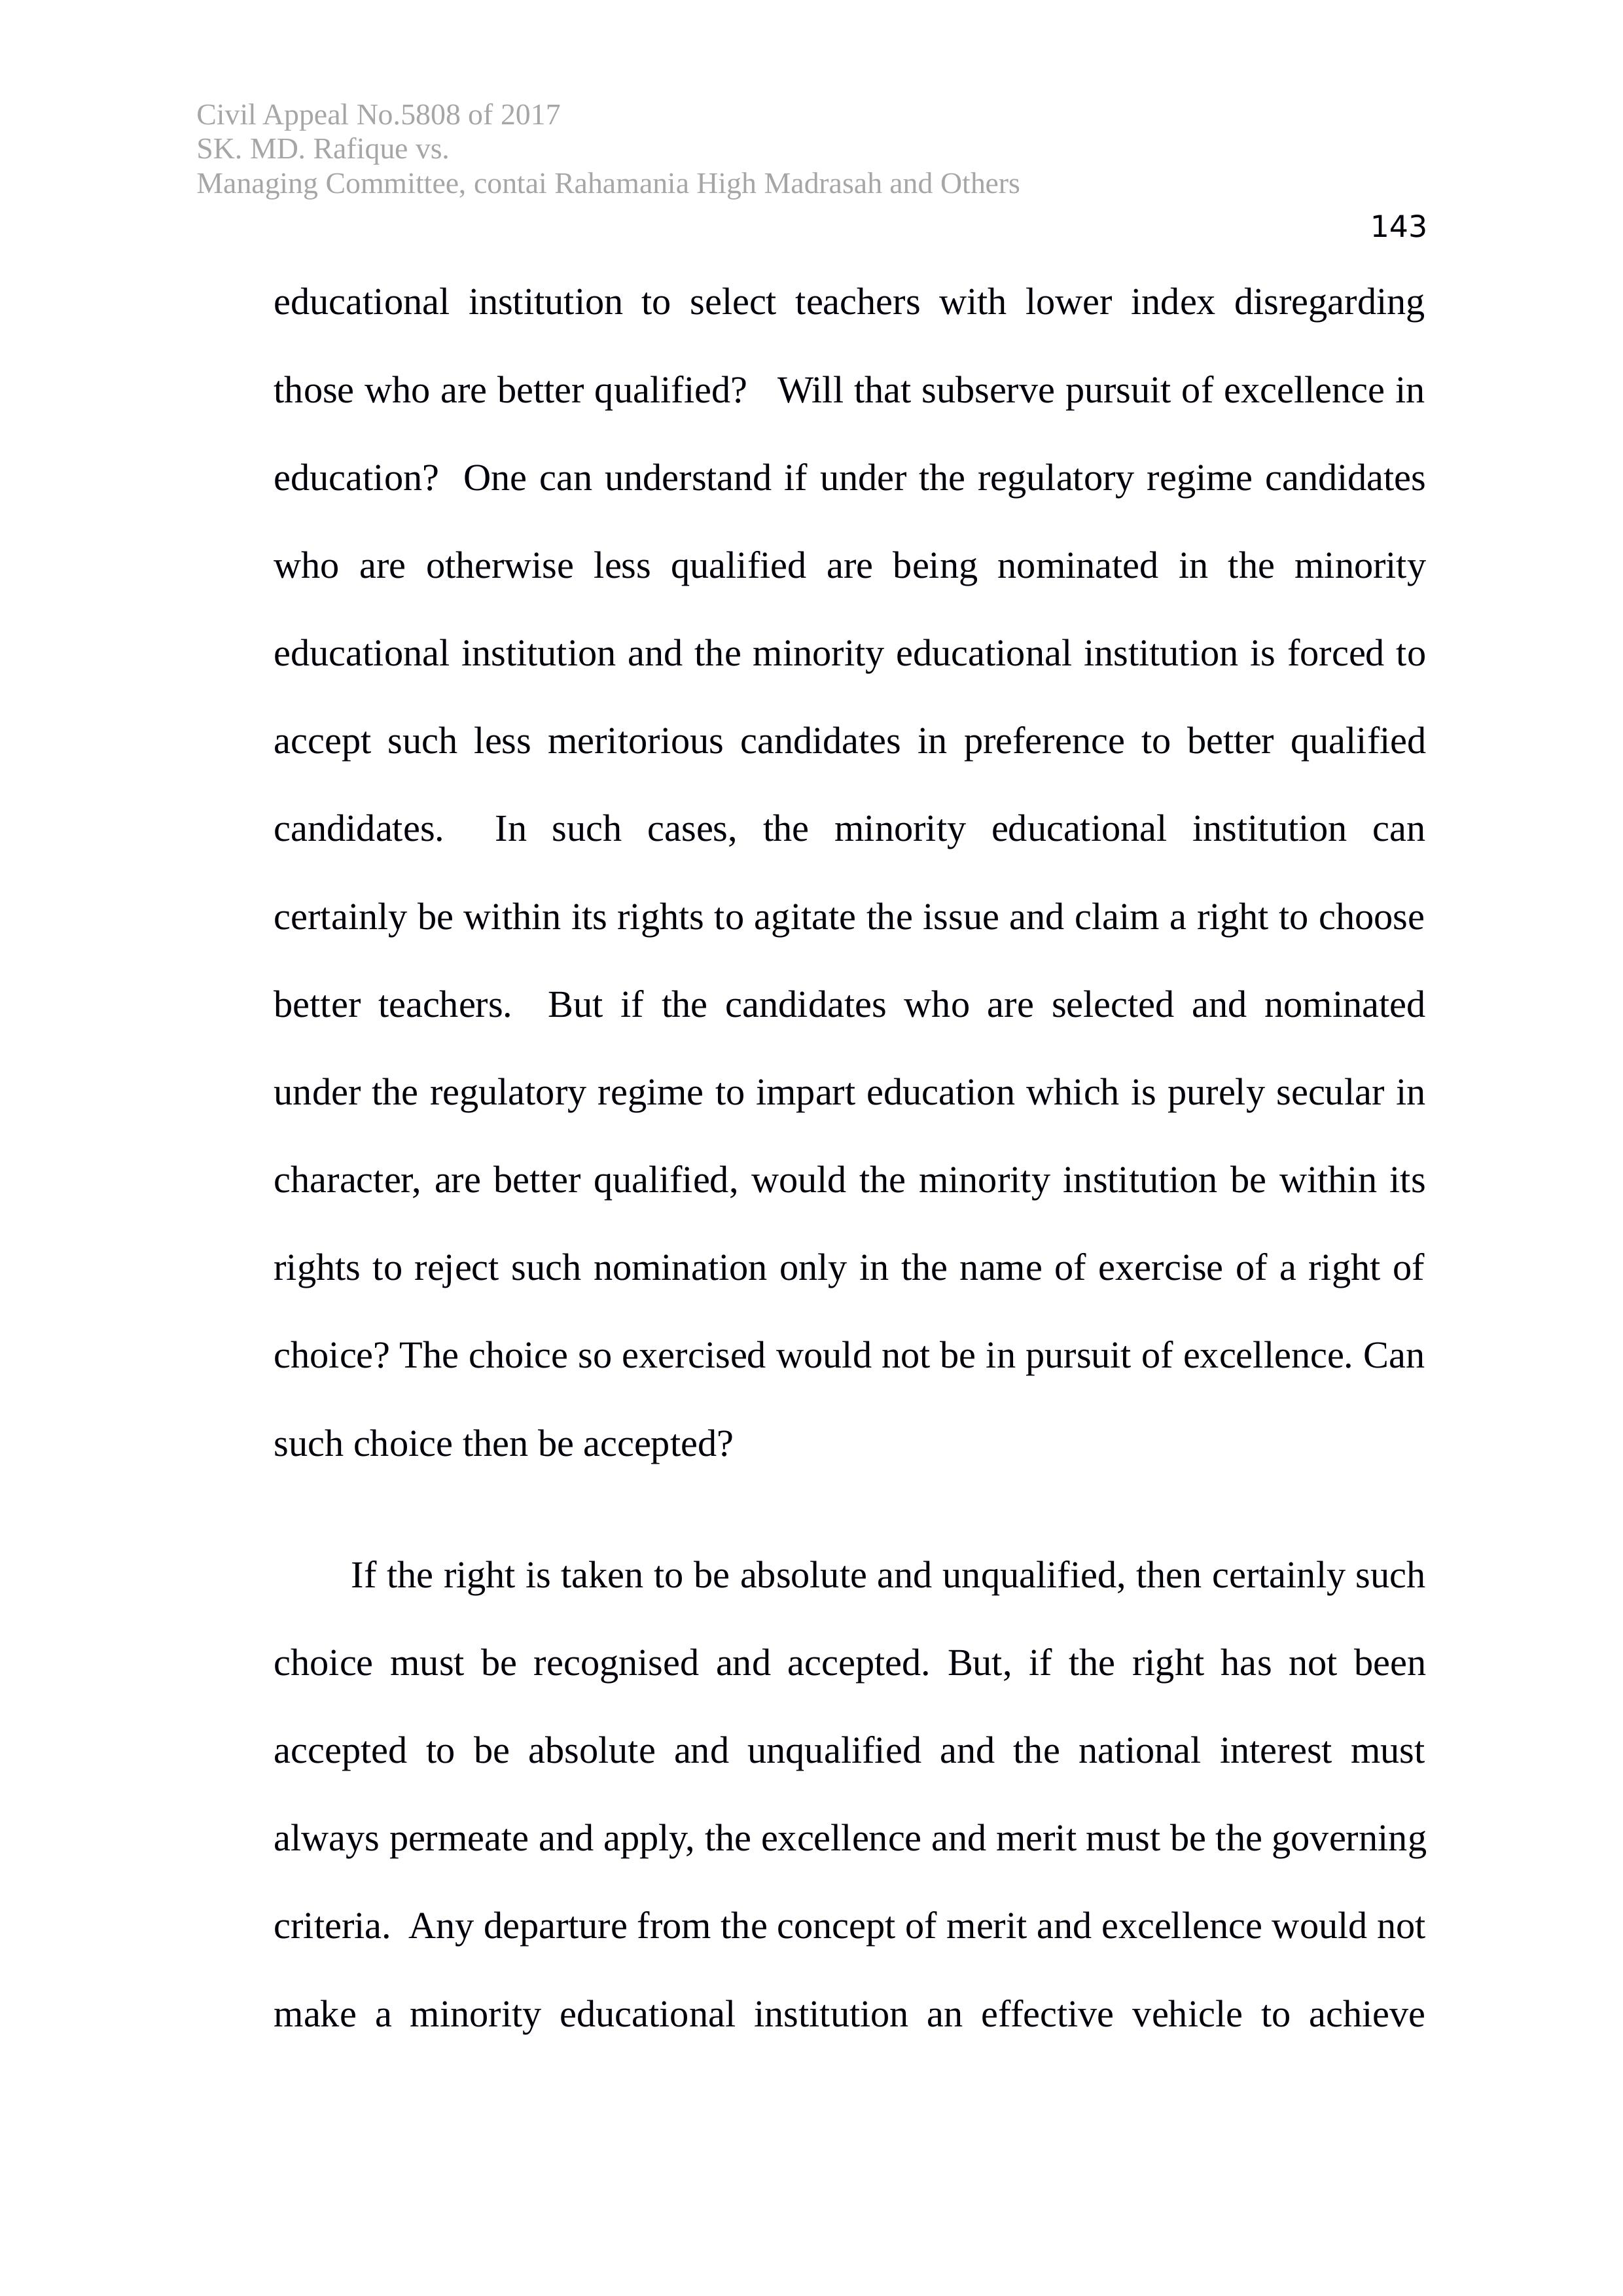 Civil Appeal No.5808 of 2017
SK. MD. Rafique vs.
Managing Committee, contai Rahamania High Madrasah and Others
143
educational institution to select teachers with lower index disregarding
those who are better qualified? Will that subserve pursuit of excellence in
education? One can understand if under the regulatory regime candidates
who are otherwise less qualified are being nominated in the minority
educational institution and the minority educational institution is forced to
accept such less meritorious candidates in preference to better qualified
candidates. In such cases, the minority educational institution can
certainly be within its rights to agitate the issue and claim a right to choose
better teachers. But if the candidates who are selected and nominated
under the regulatory regime to impart education which is purely secular in
character, are better qualified, would the minority institution be within its
rights to reject such nomination only in the name of exercise of a right of
choice? The choice so exercised would not be in pursuit of excellence. Can
such choice then be accepted?
If the right is taken to be absolute and unqualified, then certainly such
choice must be recognised and accepted. But, if the right has not been
accepted to be absolute and unqualified and the national interest must
always permeate and apply, the excellence and merit must be the governing
criteria. Any departure from the concept of merit and excellence would not
make a minority educational institution an effective vehicle to achieve